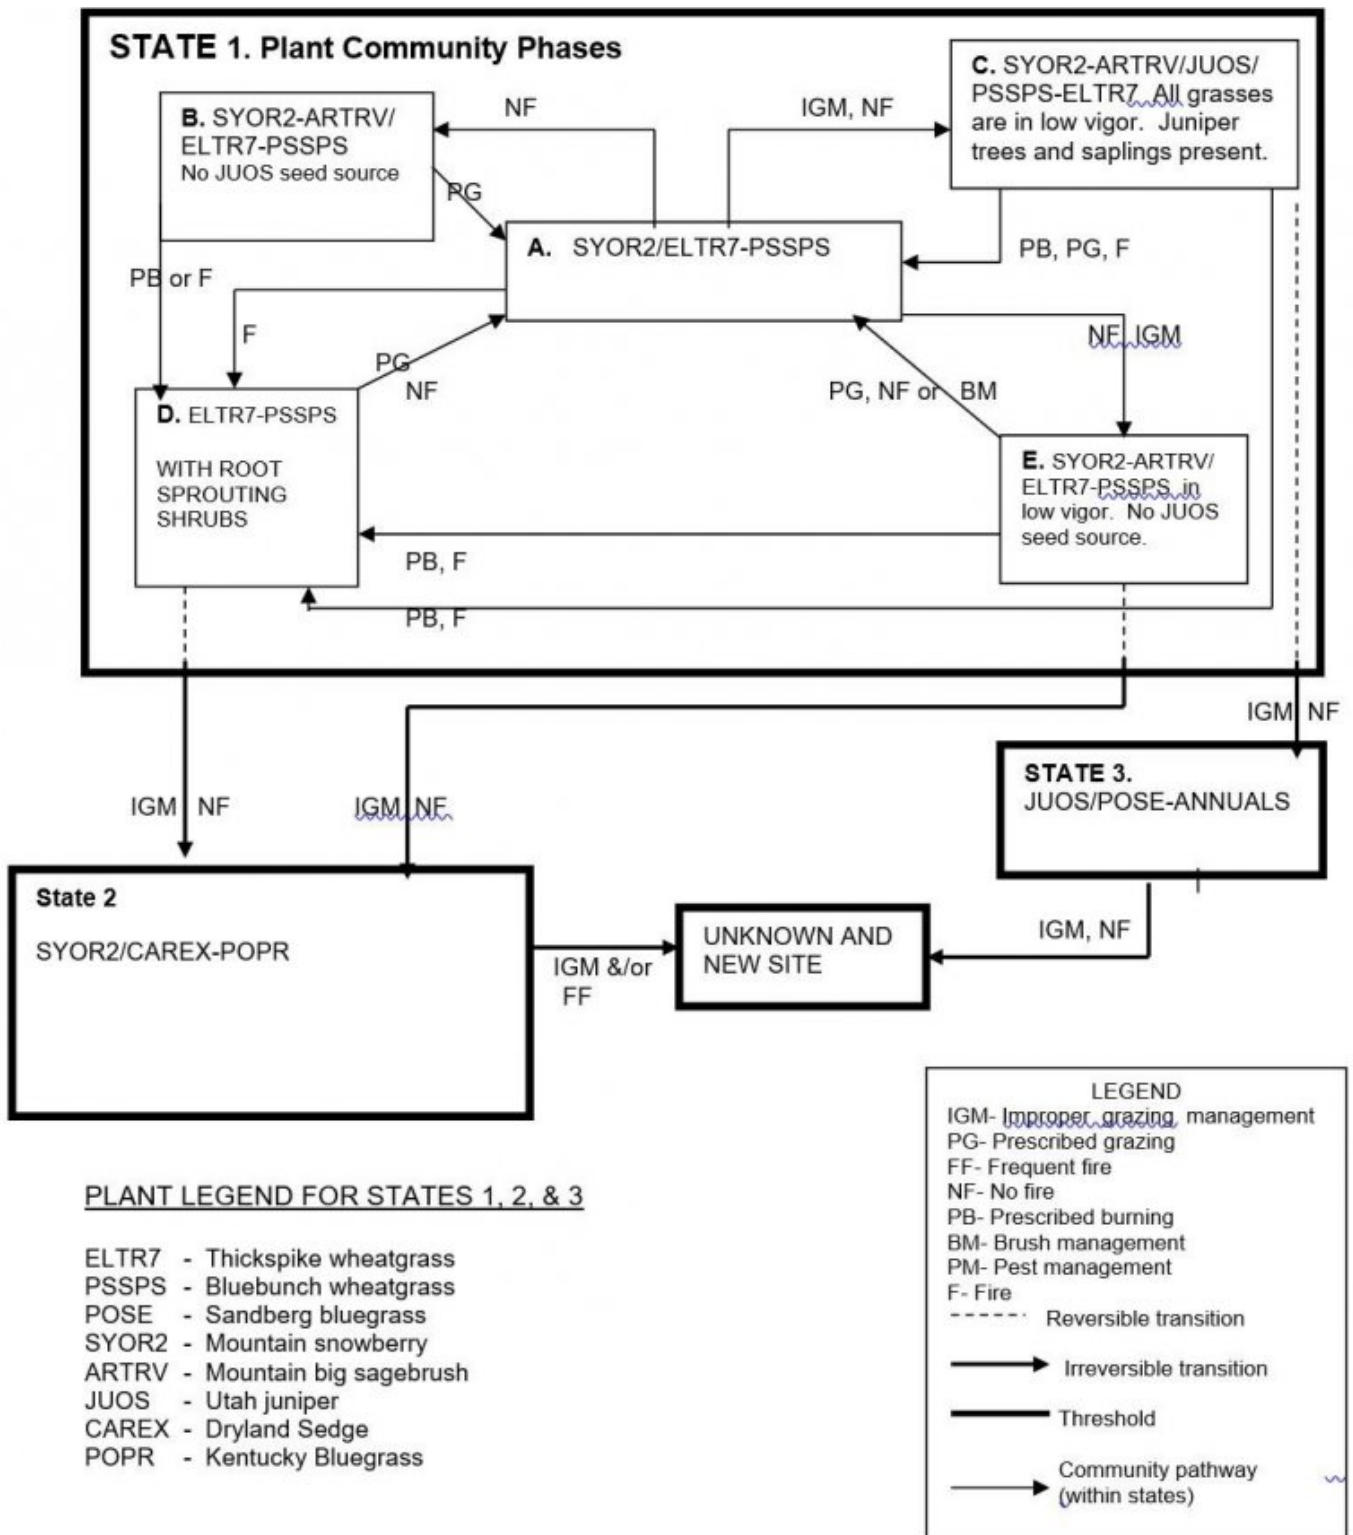 STATE 1. Plant Community Phases
C. SYOR2-ARTRV/JUOS/
PSSPS-ELTR7 All grasses
are in low vigor. Juniper
trees and saplings present.
B. SYOR2-ARTRV/
ELTR7-PSSPS
No JUOS seed source
NF
IGM, NF
PG
A. SYOR2/ELTR7-PSSPS
PB, PG, F
PB or F
F
PG
NF
NF IGM
PG, NF or BM
D. ELTR7-PSSPS
WITH ROOT
SPROUTING
SHRUBS
E. SYOR2-ARTRV/
ELTR7-PSSPS in
low vigor. No JUOS
seed source.
PB, F
PB, F
IGM NF
IGM NF
IGM NF
STATE 3.
JUOS/POSE-ANNUALS
State 2
SYOR2/CAREX-POPR
IGM &/or
FF
UNKNOWN AND
NEW SITE
IGM, NF
LEGEND
IGM- Improper grazing management
PG- Prescribed grazing
FF- Frequent fire
NF- No fire
PB- Prescribed burning
BM- Brush management
PM- Pest management
F- Fire
Reversible transition
Irreversible transition
Threshold
Community pathway
(within states)
PLANT LEGEND FOR STATES 1, 2, & 3
ELTR7 - Thickspike wheatgrass
PSSPS - Bluebunch wheatgrass
POSE - Sandberg bluegrass
SYOR2 - Mountain snowberry
ARTRV - Mountain big sagebrush
JUOS - Utah juniper
CAREX - Dryland Sedge
POPR - Kentucky Bluegrass